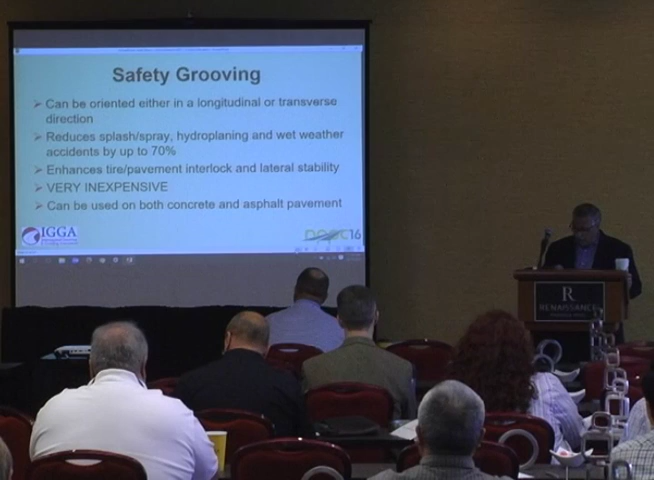 Safety Grooving
➤ Can be oriented either in a longitudinal or transverse
direction
➤ Reduces splash/spray, hydroplaning and wet weather
accidents by up to 70%
➤ Enhances tire/pavement interlock and lateral stability
➤ VERY INEXPENSIVE
➤ Can be used on both concrete and asphalt pavement
IGGA
16
R
RENAISSANCE